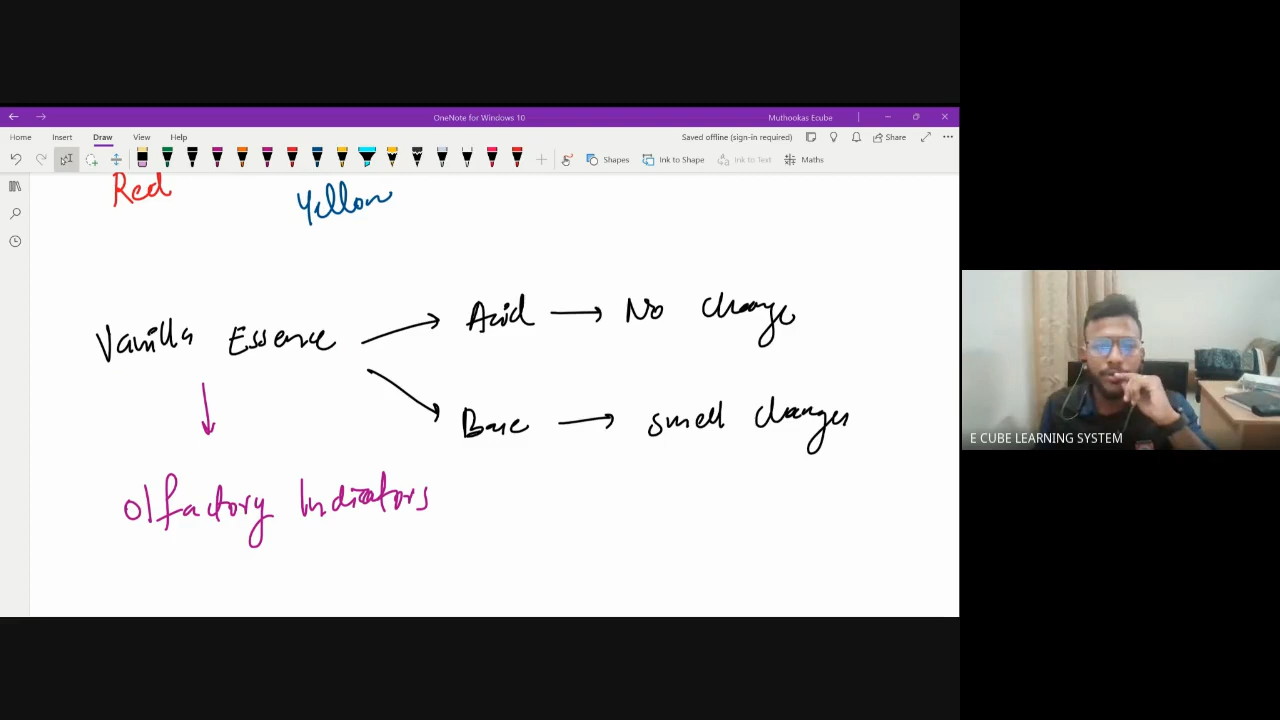 OneNote for Windows 10
Muthookas Ecube
Home Insert Draw View Help
Saved offline (sign-in required) Share
Shapes Ink to Shape Ink to Text Maths
Red Yellow
Vanilla Essence Acid No change
Base smell changes
Olfactory Indicators
E CUBE LEARNING SYSTEM